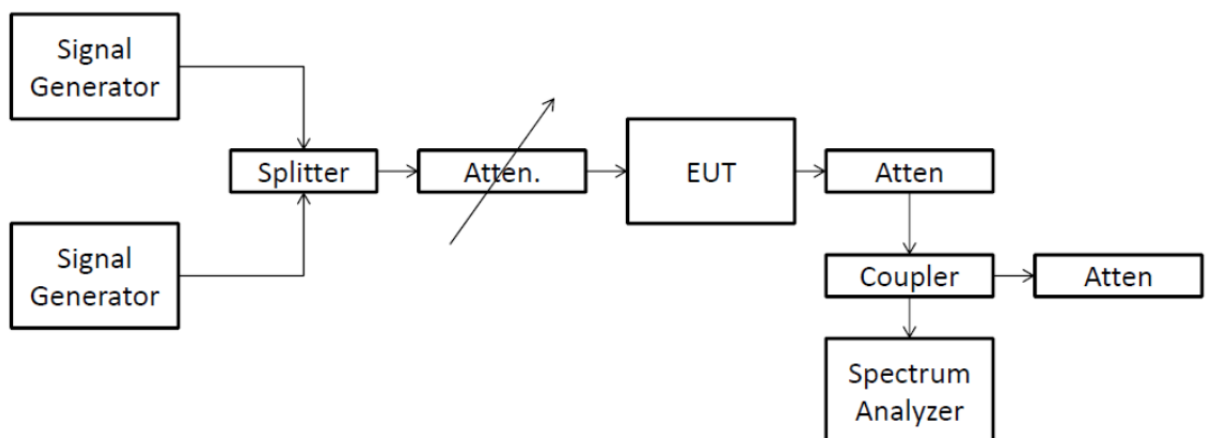 Signal
Generator
Splitter
Atten.
EUT
Atten
Signal
Generator
Coupler
Atten
Spectrum
Analyzer